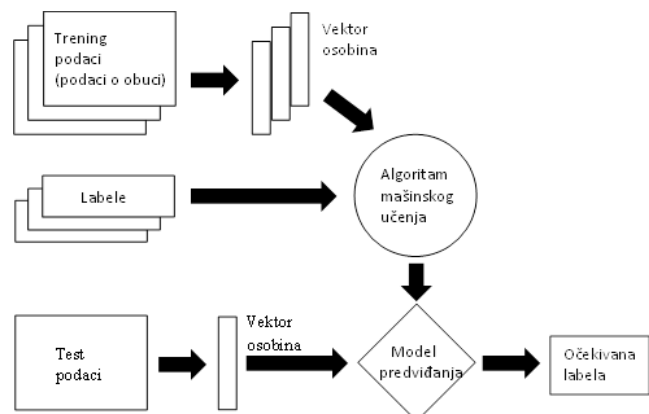 Trening
podaci
(podaci o obuci)
Vektor
osobina
Labele
Algoritam
mašinskog
učenja
Test
podaci
Vektor
osobina
Model
predviđanja
Očekivana
labela